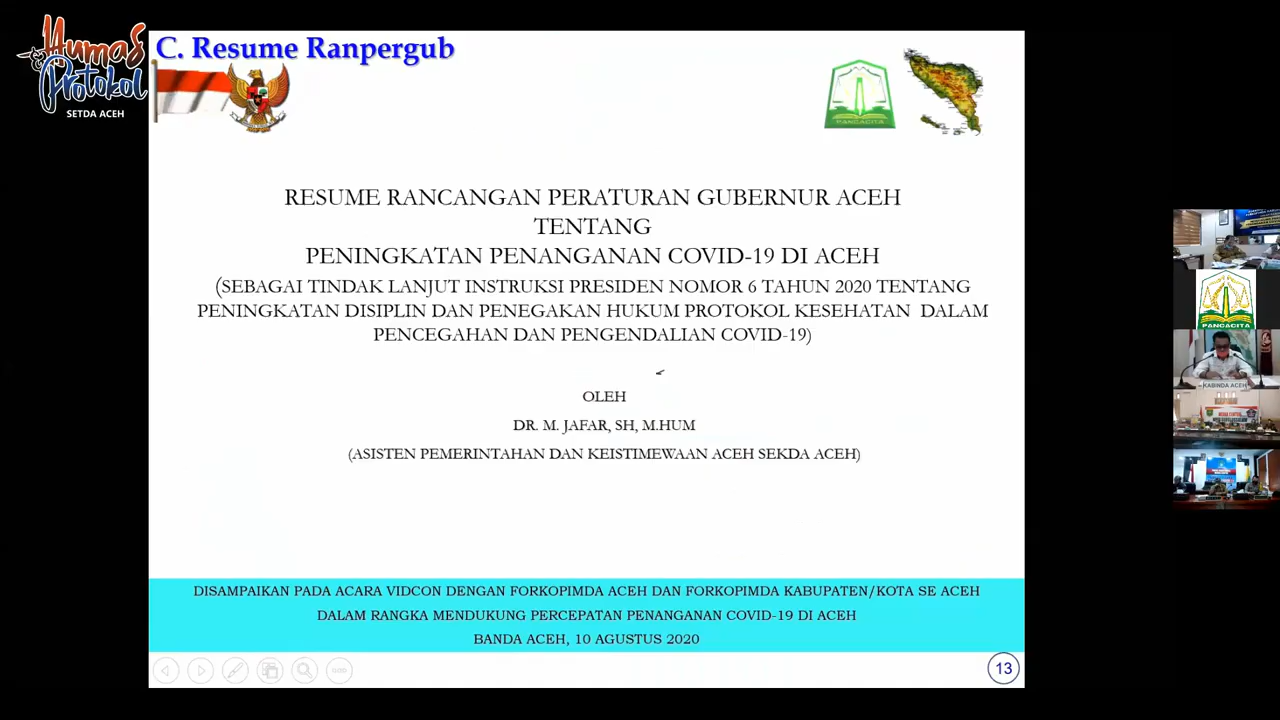 Humas
&
Protokol
SETDA ACEH
C. Resume Ranpergub
PANCACITA
RESUME RANCANGAN PERATURAN GUBERNUR ACEH
TENTANG
PENINGKATAN PENANGANAN COVID-19 DI ACEH
(SEBAGAI TINDAK LANJUT INSTRUKSI PRESIDEN NOMOR 6 TAHUN 2020 TENTANG
PENINGKATAN DISIPLIN DAN PENEGAKAN HUKUM PROTOKOL KESEHATAN DALAM
PENCEGAHAN DAN PENGENDALIAN COVID-19)
OLEH
DR. M. JAFAR, SH, M.HUM
(ASISTEN PEMERINTAHAN DAN KEISTIMEWAAN ACEH SEKDA ACEH)
DISAMPAIKAN PADA ACARA VIDCON DENGAN FORKOPIMDA ACEH DAN FORKOPIMDA KABUPATEN/KOTA SE ACEH
DALAM RANGKA MENDUKUNG PERCEPATAN PENANGANAN COVID-19 DI ACEH
BANDA ACEH, 10 AGUSTUS 2020
13
PANCACITA
KABINDA ACEH